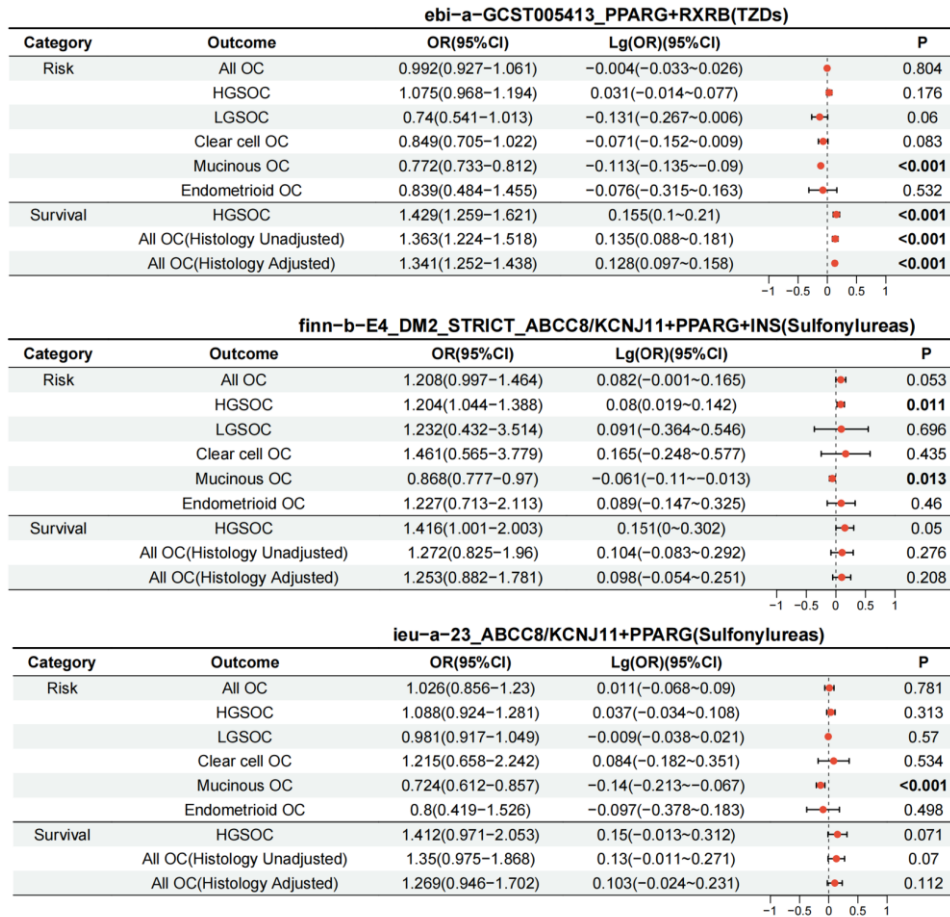 ebi-a-GCST005413_PPARG+RXRB(TZDs)
Category Outcome OR(95%CI) Lg(OR)(95%CI) P
Risk All OC 0.992(0.927−1.061) −0.004(−0.033~0.026) 0.804
HGSOC 1.075(0.968−1.194) 0.031(−0.014~0.077) 0.176
LGSOC 0.74(0.541−1.013) −0.131(−0.267~0.006) 0.06
Clear cell OC 0.849(0.705−1.022) −0.071(−0.152~0.009) 0.083
Mucinous OC 0.772(0.733−0.812) −0.113(−0.135~−0.09) <0.001
Endometrioid OC 0.839(0.484−1.455) −0.076(−0.315~0.163) 0.532
Survival HGSOC 1.429(1.259−1.621) 0.155(0.1~0.21) <0.001
All OC(Histology Unadjusted) 1.363(1.224−1.518) 0.135(0.088~0.181) <0.001
All OC(Histology Adjusted) 1.341(1.252−1.438) 0.128(0.097~0.158) <0.001
−1 −0.5 0 0.5 1
finn-b-E4_DM2_STRICT_ABCC8/KCNJ11+PPARG+INS(Sulfonylureas)
Category Outcome OR(95%CI) Lg(OR)(95%CI) P
Risk All OC 1.208(0.997−1.464) 0.082(−0.001~0.165) 0.053
HGSOC 1.204(1.044−1.388) 0.08(0.019~0.142) 0.011
LGSOC 1.232(0.432−3.514) 0.091(−0.364~0.546) 0.696
Clear cell OC 1.461(0.565−3.779) 0.165(−0.248~0.577) 0.435
Mucinous OC 0.868(0.777−0.97) −0.061(−0.11~−0.013) 0.013
Endometrioid OC 1.227(0.713−2.113) 0.089(−0.147~0.325) 0.46
Survival HGSOC 1.416(1.001−2.003) 0.151(0~0.302) 0.05
All OC(Histology Unadjusted) 1.272(0.825−1.96) 0.104(−0.083~0.292) 0.276
All OC(Histology Adjusted) 1.253(0.882−1.781) 0.098(−0.054~0.251) 0.208
−1 −0.5 0 0.5 1
ieu-a-23_ABCC8/KCNJ11+PPARG(Sulfonylureas)
Category Outcome OR(95%CI) Lg(OR)(95%CI) P
Risk All OC 1.026(0.856−1.23) 0.011(−0.068~0.09) 0.781
HGSOC 1.088(0.924−1.281) 0.037(−0.034~0.108) 0.313
LGSOC 0.981(0.917−1.049) −0.009(−0.038~0.021) 0.57
Clear cell OC 1.215(0.658−2.242) 0.084(−0.182~0.351) 0.534
Mucinous OC 0.724(0.612−0.857) −0.14(−0.213~−0.067) <0.001
Endometrioid OC 0.8(0.419−1.526) −0.097(−0.378~0.183) 0.498
Survival HGSOC 1.412(0.971−2.053) 0.15(−0.013~0.312) 0.071
All OC(Histology Unadjusted) 1.35(0.975−1.868) 0.13(−0.011~0.271) 0.07
All OC(Histology Adjusted) 1.269(0.946−1.702) 0.103(−0.024~0.231) 0.112
−1 −0.5 0 0.5 1